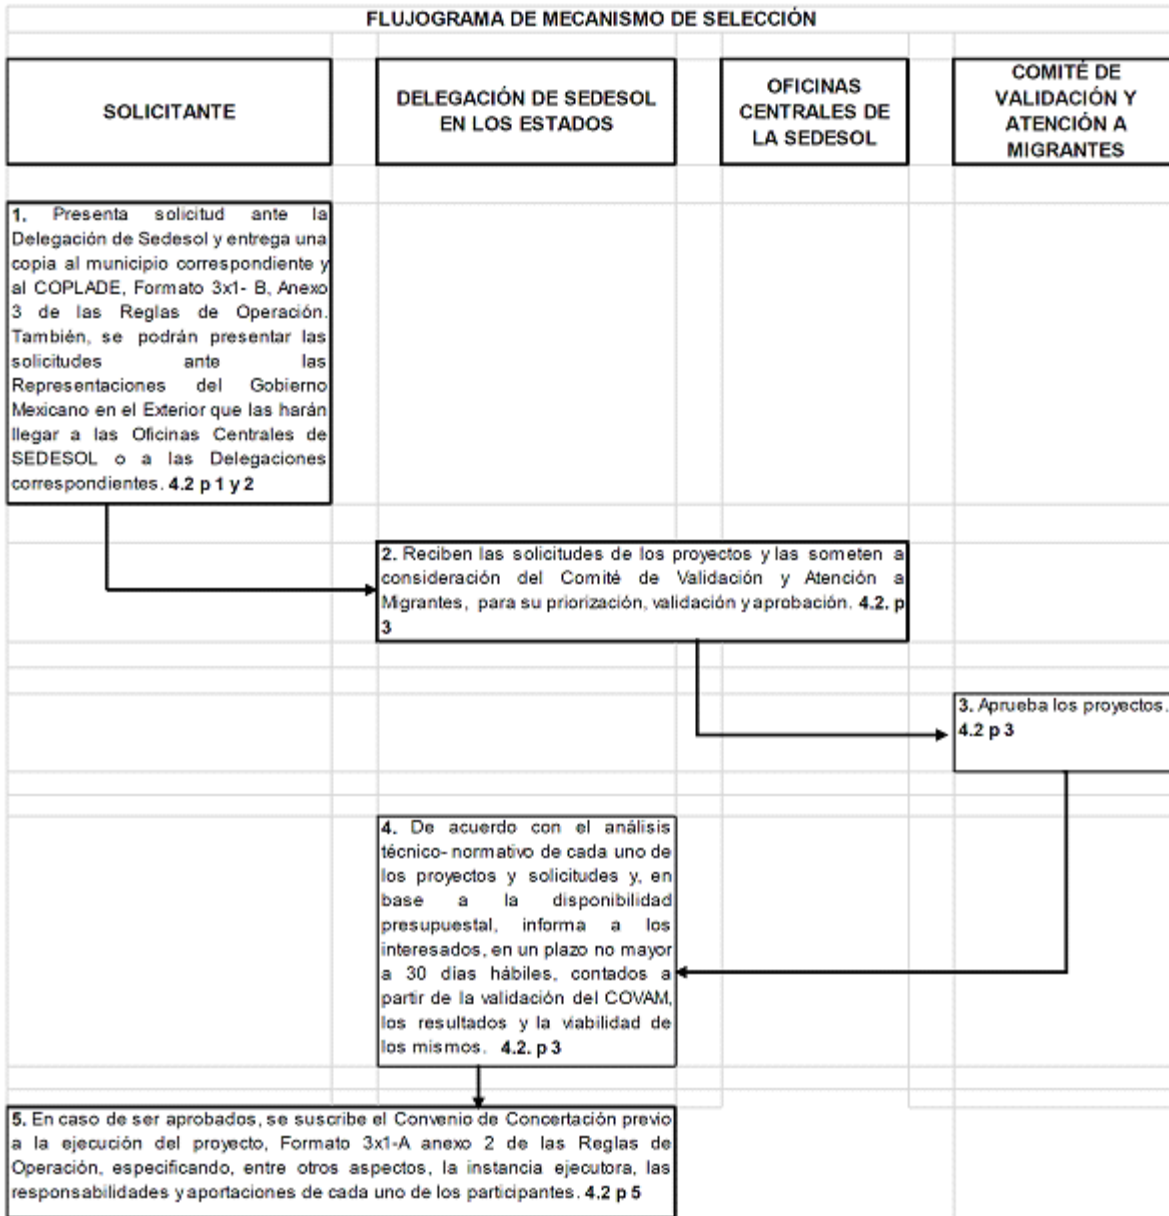 FLUJOGRAMA DE MECANISMO DE SELECCIÓN
SOLICITANTE
DELEGACIÓN DE SEDESOL
EN LOS ESTADOS
OFICINAS
CENTRALES DE
LA SEDESOL
COMITÉ DE
VALIDACIÓN Y
ATENCIÓN A
MIGRANTES
1. Presenta solicitud ante la
Delegación de Sedesol y entrega una
copia al municipio correspondiente y
al COPLADE, Formato 3x1- B, Anexo
3 de las Reglas de Operación.
También, se podrán presentar las
solicitudes ante las
Representaciones del Gobierno
Mexicano en el Exterior que las harán
llegar a las Oficinas Centrales de
SEDESOL o a las Delegaciones
correspondientes. 4.2 p 1 y 2
2. Reciben las solicitudes de los proyectos y las someten a
consideración del Comité de Validación y Atención a
Migrantes, para su priorización, validación y aprobación. 4.2. p
3
3. Aprueba los proyectos.
4.2 p 3
4. De acuerdo con el análisis
técnico- normativo de cada uno de
los proyectos y solicitudes y, en
base a la disponibilidad
presupuestal, informa a los
interesados, en un plazo no mayor
a 30 días hábiles, contados a
partir de la validación del COVAM,
los resultados y la viabilidad de
los mismos. 4.2. p 3
5. En caso de ser aprobados, se suscribe el Convenio de Concertación previo
a la ejecución del proyecto, Formato 3x1-A anexo 2 de las Reglas de
Operación, especificando, entre otros aspectos, la instancia ejecutora, las
responsabilidades y aportaciones de cada uno de los participantes. 4.2 p 5